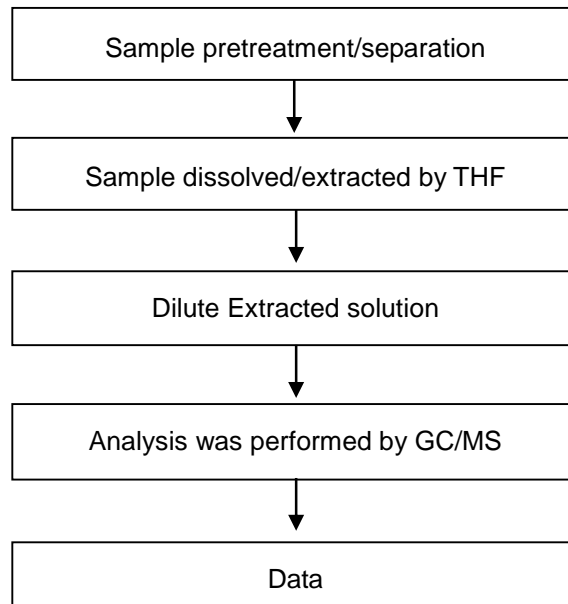 Sample pretreatment/separation
Sample dissolved/extracted by THF
Dilute Extracted solution
Analysis was performed by GC/MS
Data